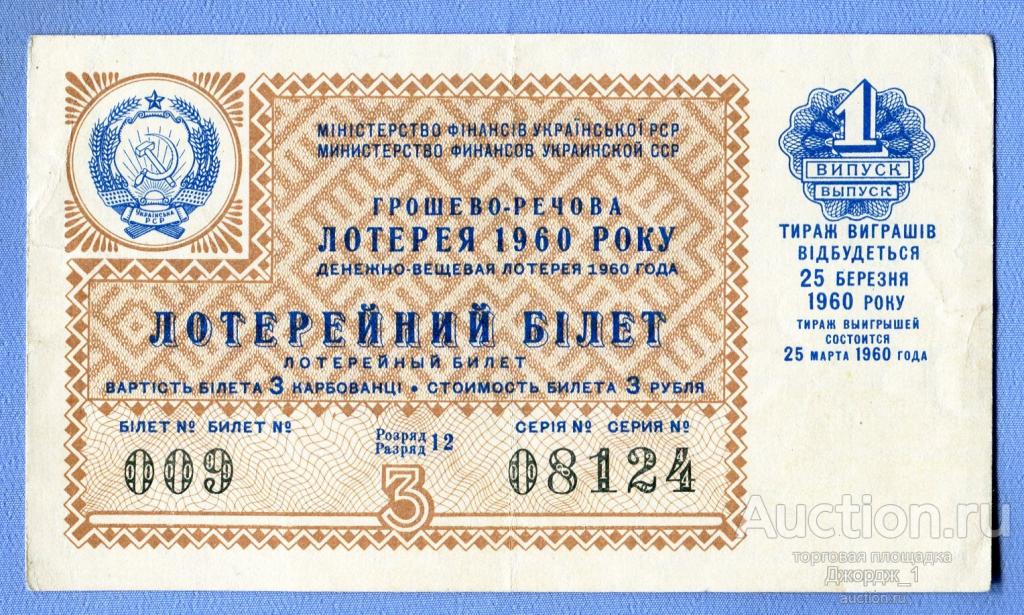 УКРАЇНСЬКА
РСР
МІНІСТЕРСТВО ФІНАНСІВ УКРАЇНСЬКОЇ РСР
МИНИСТЕРСТВО ФИНАНСОВ УКРАИНСКОЙ ССР
ГРОШЕВО-РЕЧОВА
ЛОТЕРЕЯ 1960 РОКУ
ДЕНЕЖНО-ВЕЩЕВАЯ ЛОТЕРЕЯ 1960 ГОДА
ЛОТЕРЕЙНИЙ БІЛЕТ
ЛОТЕРЕЙНЫЙ БИЛЕТ
ВАРТІСТЬ БІЛЕТА 3 КАРБОВАНЦІ • СТОИМОСТЬ БИЛЕТА 3 РУБЛЯ
БІЛЕТ № БИЛЕТ №
009
Розряд
Разряд 12
3
СЕРІЯ № СЕРИЯ №
08124
1
ВИПУСК
ВЫПУСК
ТИРАЖ ВИГРАШІВ
ВІДБУДЕТЬСЯ
25 БЕРЕЗНЯ
1960 РОКУ
ТИРАЖ ВЫИГРЫШЕЙ
СОСТОИТСЯ
25 МАРТА 1960 ГОДА
Auction.ru
торговая площадка
Джордж_1
auction.ru